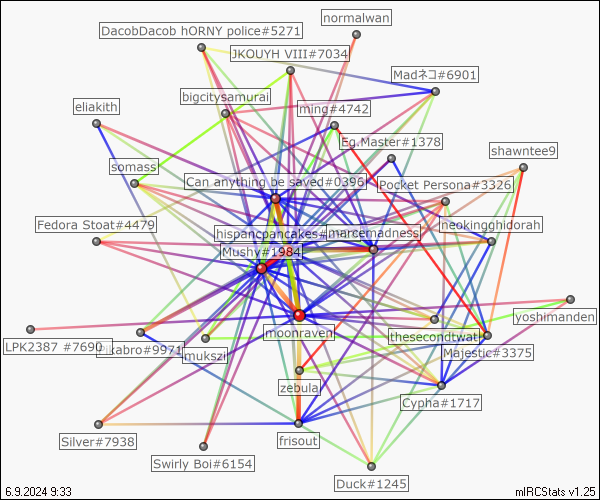 normalwan
DacobDacob hORNY police#5271
JKOUYH VIII#7034
Madネコ#6901
bigcitysamurai
eliakith
ming#4742
Eg.Master#1378
shawntee9
somass
Can anything be saved#0396
Pocket Persona#3326
Fedora Stoat#4479
neokingghidorah
hispanicpancakes#
marcemadness
Mushy#1984
yoshimanden
moonraven
thesecondtwat
LPK2387 #7690
Pikabro#9971
mukszi
Majestic#3375
zebula
Cypha#1717
Silver#7938
frisout
Swirly Boi#6154
Duck#1245
6.9.2024 9:33
mIRCStats v1.25